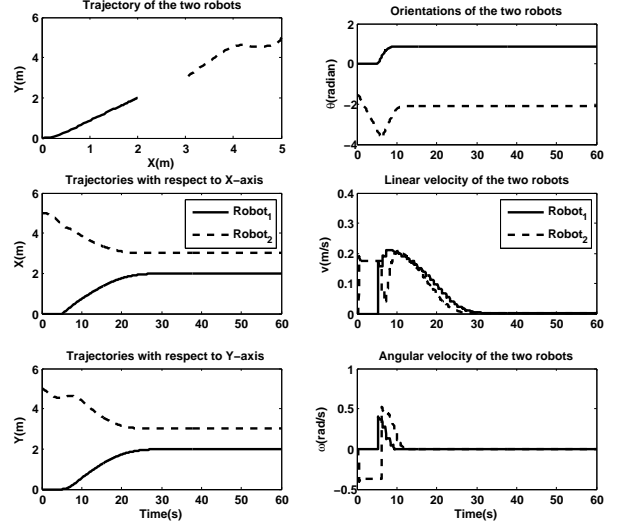 Trajectory of the two robots
6
4
2
0
Y(m)
0 1 2 3 4 5
X(m)
Orientations of the two robots
2
0
−2
−4
θ(radian)
0 10 20 30 40 50 60
Trajectories with respect to X−axis
6
4
2
0
X(m)
Robot1
Robot2
0 10 20 30 40 50 60
Linear velocity of the two robots
0.4
0.3
0.2
0.1
0
v(m/s)
Robot1
Robot2
0 10 20 30 40 50 60
Trajectories with respect to Y−axis
6
4
2
0
Y(m)
0 10 20 30 40 50 60
Time(s)
Angular velocity of the two robots
1
0.5
0
−0.5
ω(rad/s)
0 10 20 30 40 50 60
Time(s)